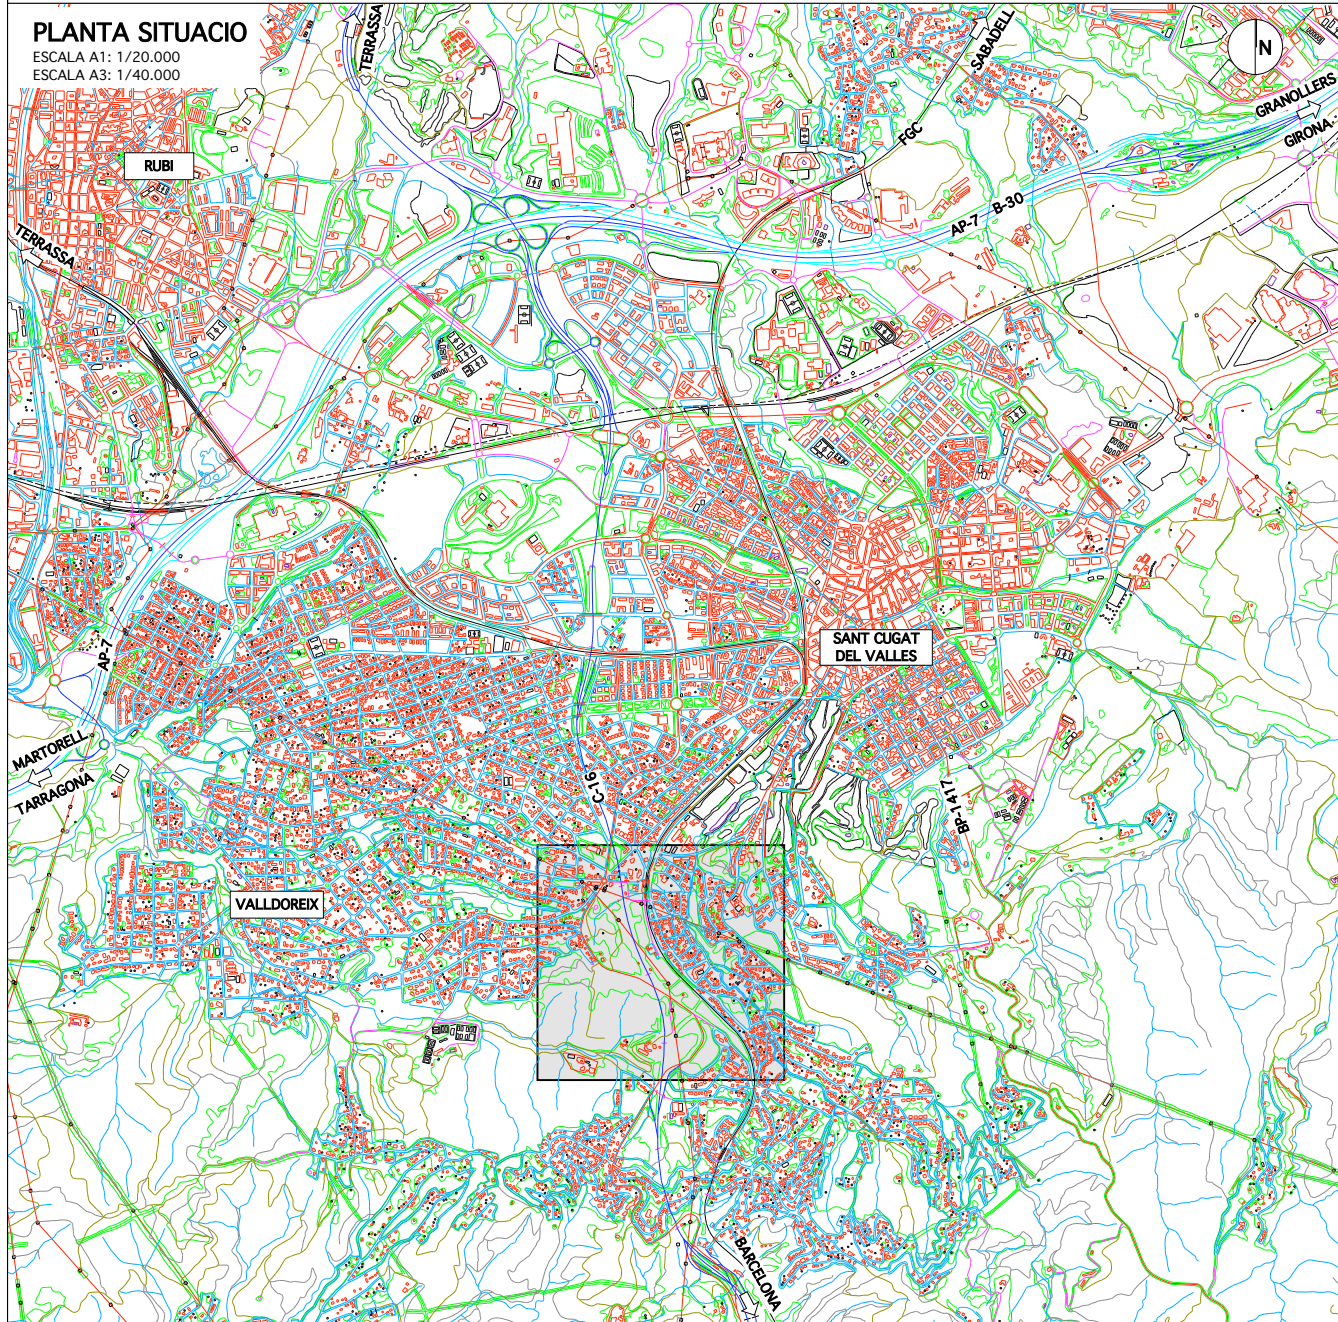 PLANTA SITUACIO
ESCALA A1: 1/20.000
ESCALA A3: 1/40.000
TERRASSA
SABADELL
N
GRANOLLERS
GIRONA
FGC
RUBI
AP-7
B-30
TERRASSA
SANT CUGAT
DEL VALLES
AP-7
MARTORELL
TARRAGONA
C-16
BP-1417
VALLDOREIX
BARCELONA